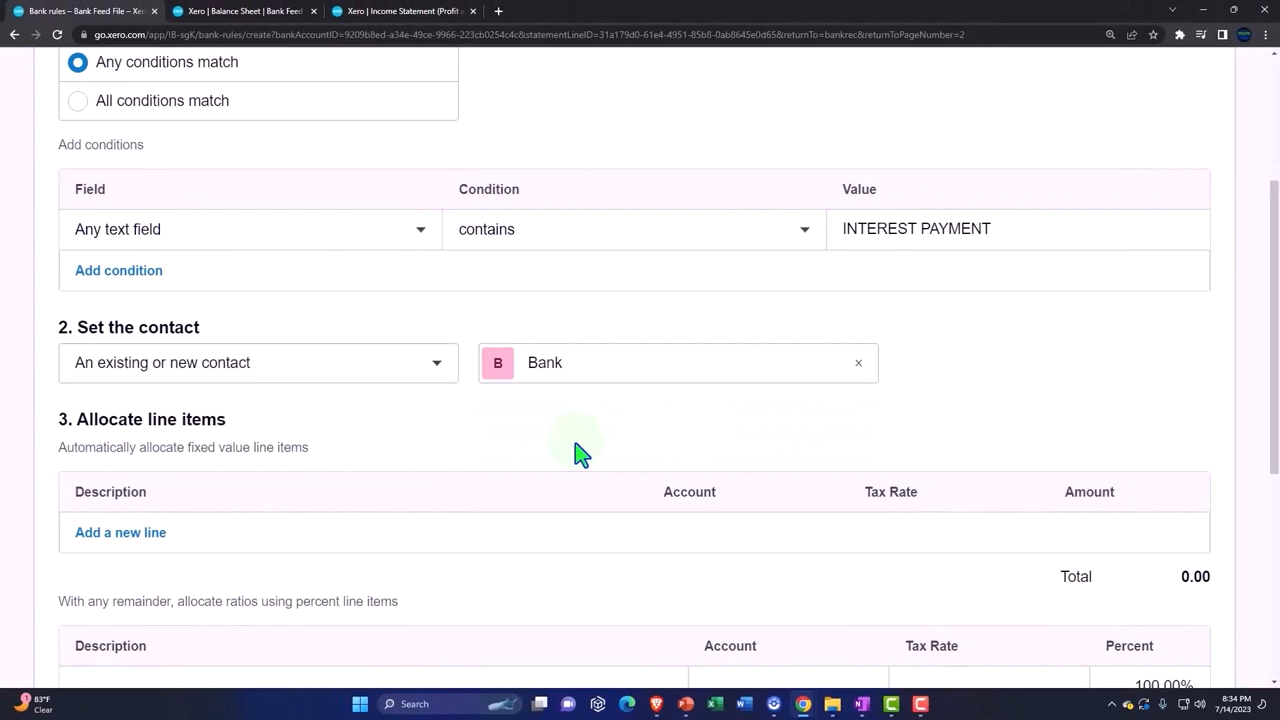 Bank rules – Bank Feed File – Xe
Xero | Balance Sheet | Bank Feed
Xero | Income Statement (Profit a
go.xero.com/app/!B-sgK/bank-rules/create?bankAccountID=9209b8ed-a34e-49ce-9966-223cb0254c4c&statementLineID=31a179d0-61e4-4951-85b8-0ab8645e0d65&returnTo=bankrec&returnToPageNumber=2
Any conditions match
All conditions match
Add conditions
Field Condition Value
Any text field contains INTEREST PAYMENT
Add condition
2. Set the contact
An existing or new contact B Bank ×
3. Allocate line items
Automatically allocate fixed value line items
Description Account Tax Rate Amount
Add a new line
Total 0.00
With any remainder, allocate ratios using percent line items
Description Account Tax Rate Percent
100.00%
1
83°F
Clear
Search
8:34 PM
7/14/2023